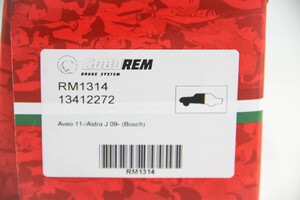 REM
BRAKE SYSTEM
RM1314
13412272
Aveo 11-/Astra J 09- (Bosch)
RM1314